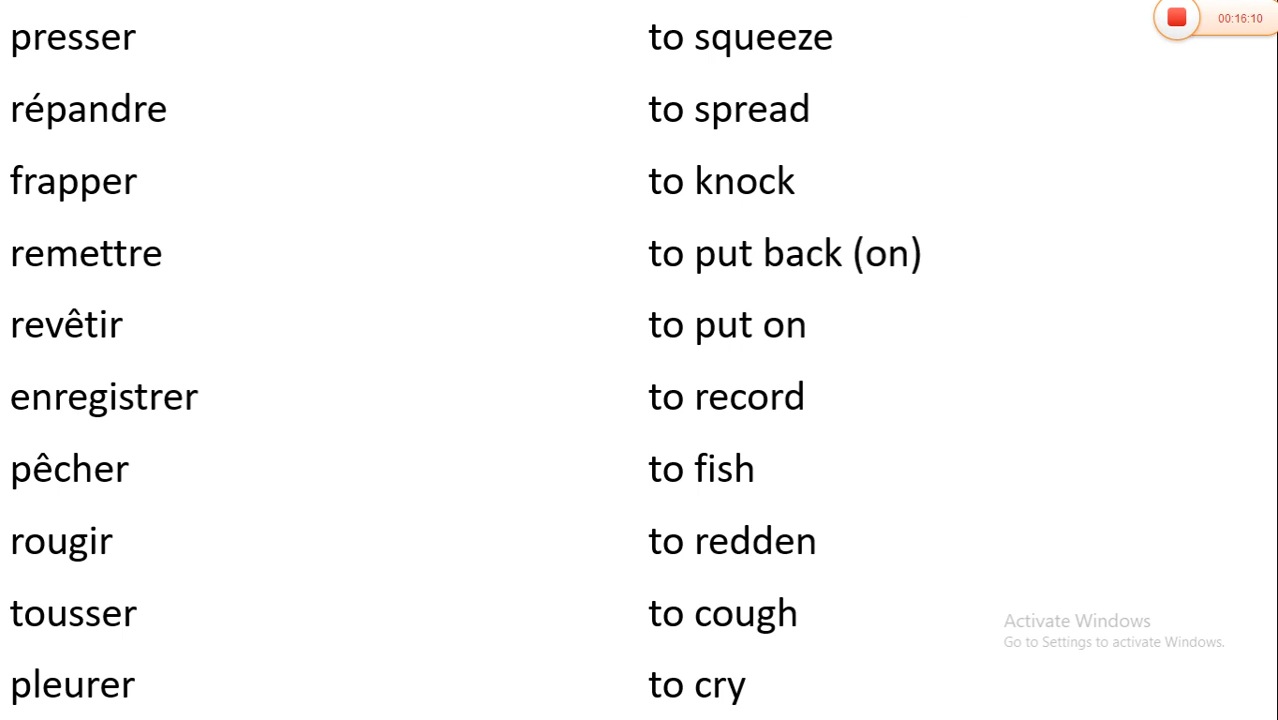 00:16:10
presser to squeeze
répandre to spread
frapper to knock
remettre to put back (on)
revêtir to put on
enregistrer to record
pêcher to fish
rougir to redden
tousser to cough
Activate Windows
Go to Settings to activate Windows.
pleurer to cry